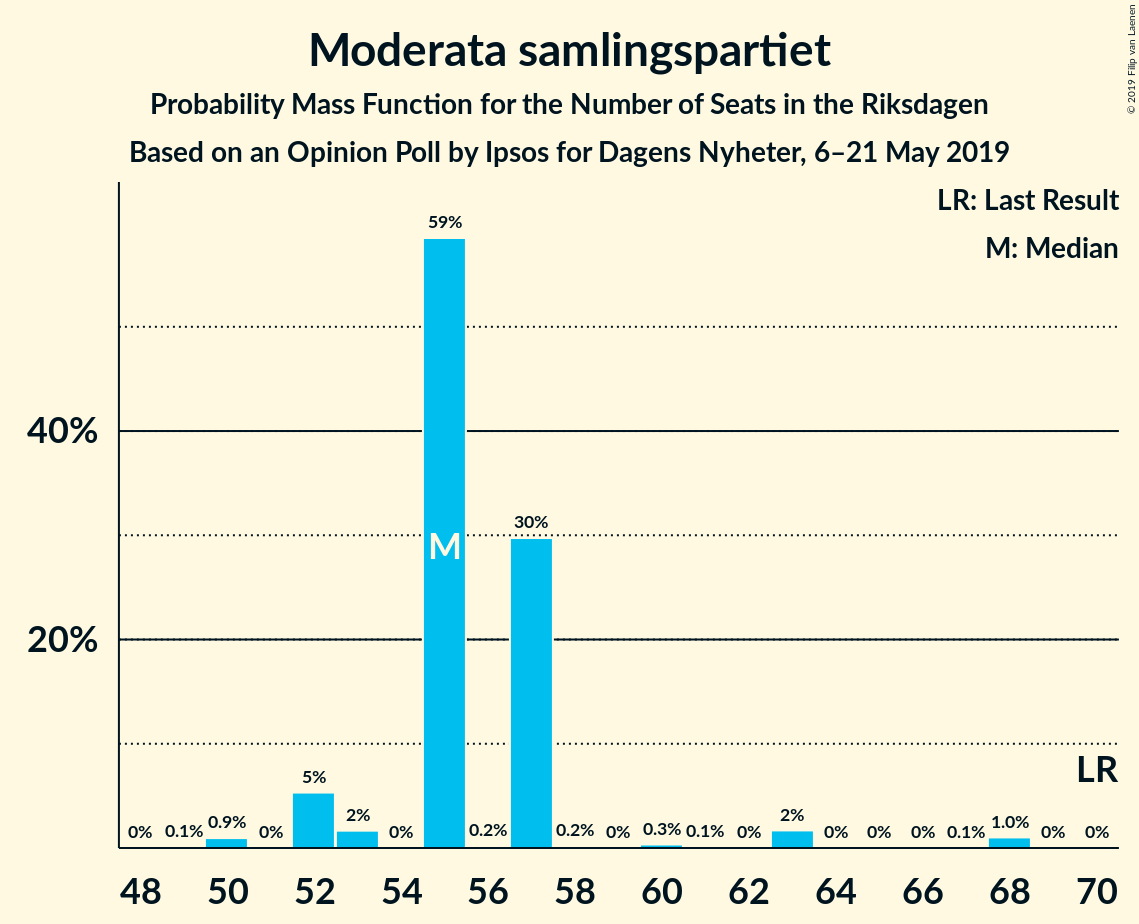 Moderata samlingspartiet
Probability Mass Function for the Number of Seats in the Riksdagen
Based on an Opinion Poll by Ipsos for Dagens Nyheter, 6–21 May 2019
© 2019 Filip van Laenen
LR: Last Result
M: Median
59%
40%
30%
M
20%
LR
5%
2%
2%
0%
0.1%
0.9%
0%
0%
0.2%
0.2%
0%
0.3%
0.1%
0%
0%
0%
0%
0.1%
1.0%
0%
0%
48 50 52 54 56 58 60 62 64 66 68 70